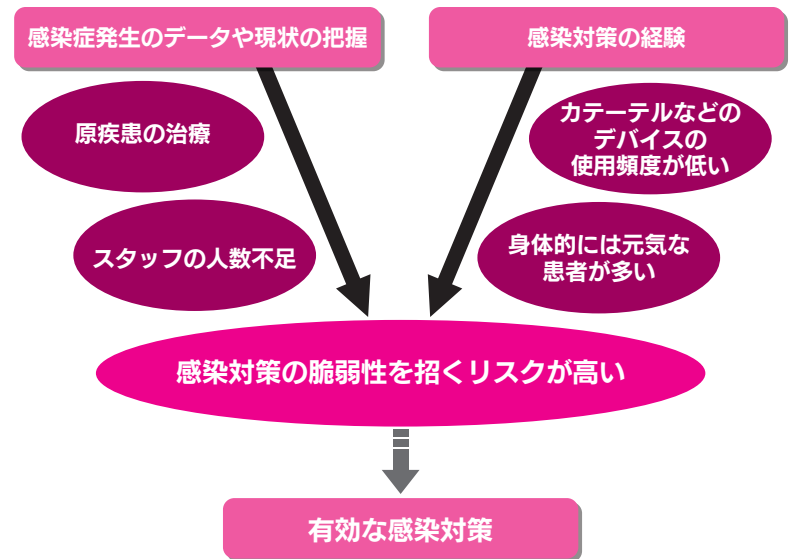 感染症発生のデータや現状の把握
感染対策の経験
原疾患の治療
カテーテルなどの
デバイスの
使用頻度が低い
スタッフの人数不足
身体的には元気な
患者が多い
感染対策の脆弱性を招くリスクが高い
有効な感染対策